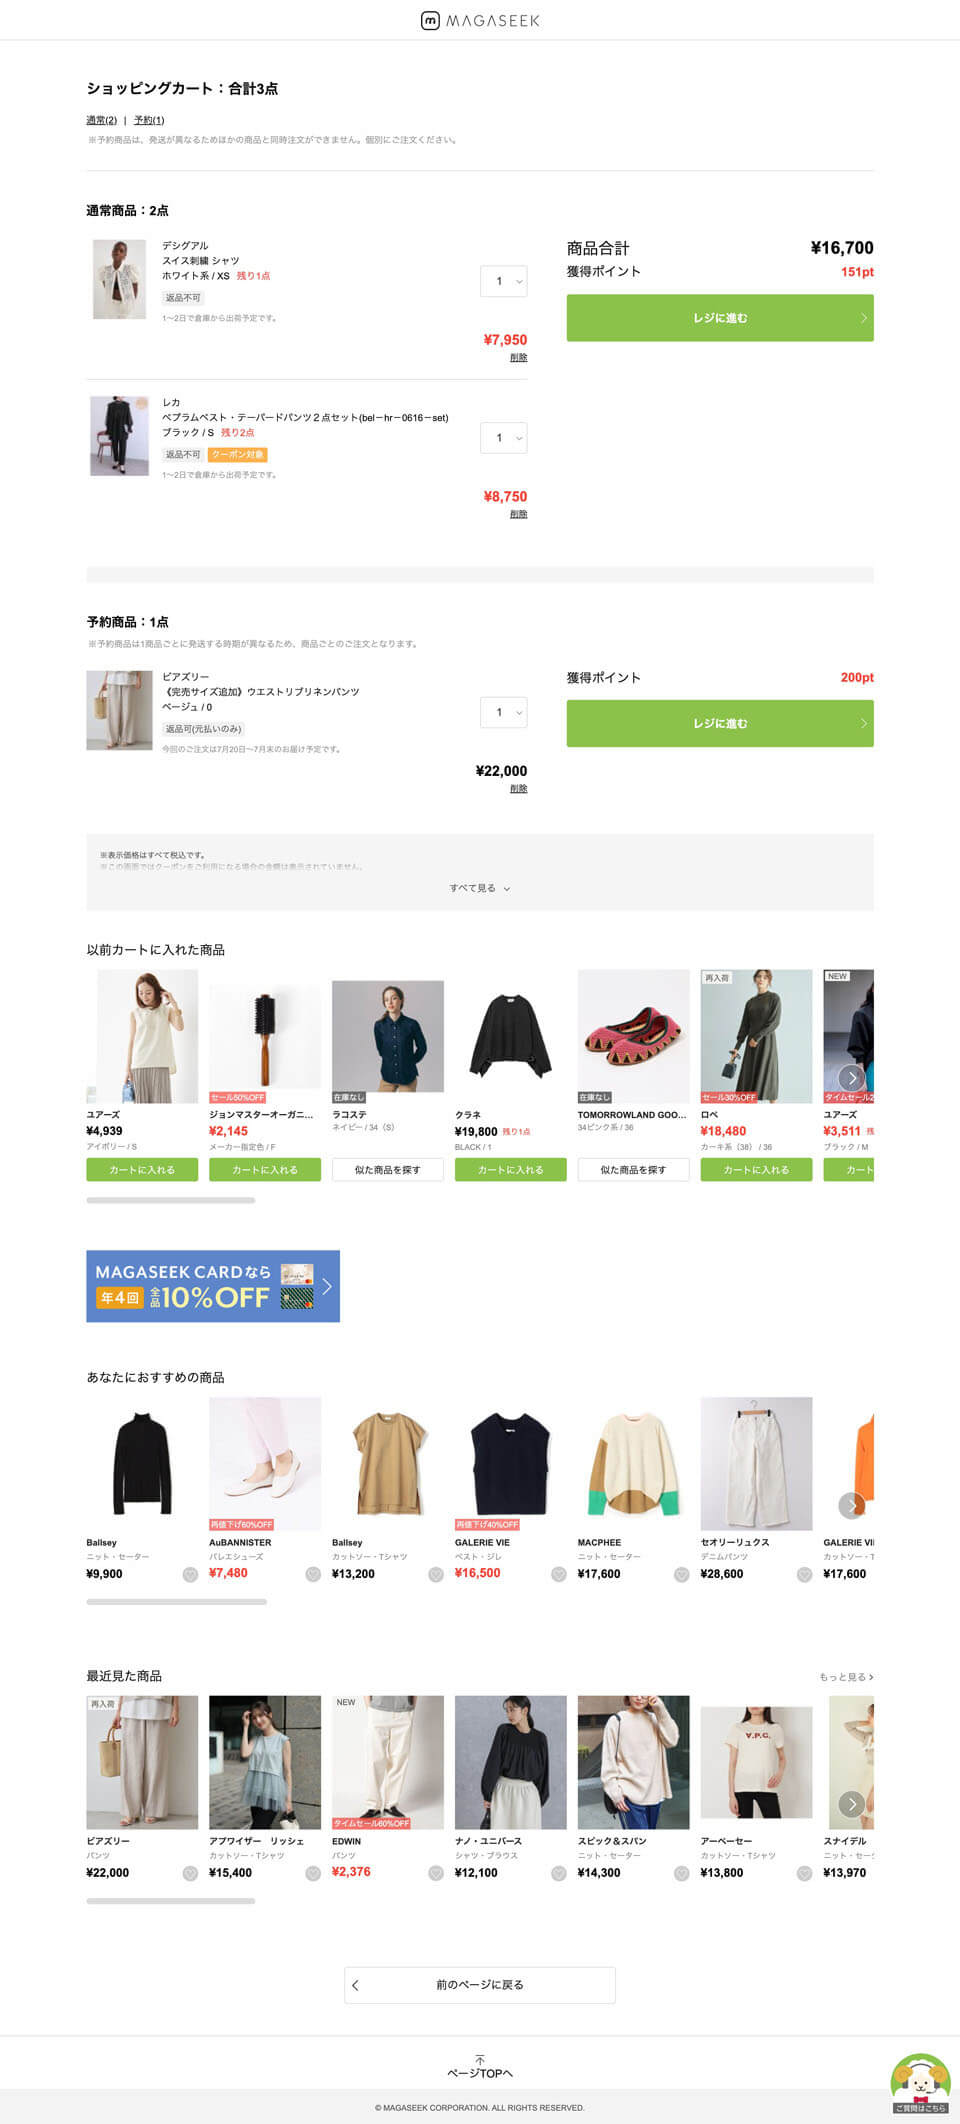 MAGASEEK
ショッピングカート：合計3点
通常(2) | 予約(1)
※予約商品は、発送が異なるためほかの商品と同時注文ができません。個別にご注文ください。
通常商品：2点
デシグアル
スイス刺繍 シャツ
ホワイト系 / XS 残り1点
返品不可
1〜2日で倉庫から出荷予定です。
1
¥7,950
削除
商品合計 ¥16,700
獲得ポイント 151pt
レジに進む
レカ
ペプラムベスト・テーパードパンツ２点セット(bel－hr－0616－set)
ブラック / S 残り2点
返品不可 クーポン対象
1〜2日で倉庫から出荷予定です。
1
¥8,750
削除
予約商品：1点
※予約商品は1商品ごとに発送する時期が異なるため、商品ごとのご注文となります。
ビアズリー
《完売サイズ追加》ウエストリブリネンパンツ
ベージュ / 0
返品可(元払いのみ)
今回のご注文は7月20日〜7月末のお届け予定です。
1
¥22,000
削除
獲得ポイント 200pt
レジに進む
※表示価格はすべて税込です。
※この画面ではクーポンをご利用になる場合の金額は表示されていません。
すべて見る
以前カートに入れた商品
ユアーズ
¥4,939
アイボリー / S
カートに入れる
セール50%OFF
ジョンマスターオーガニ...
¥2,145
メーカー指定色 / F
カートに入れる
在庫なし
ラコステ
ネイビー / 34（S）
似た商品を探す
クラネ
¥19,800 残り1点
BLACK / 1
カートに入れる
在庫なし
TOMORROWLAND GOO...
34ピンク系 / 36
似た商品を探す
再入荷
セール30%OFF
ロペ
¥18,480
カーキ系（38） / 36
カートに入れる
NEW
タイムセール2
ユアーズ
¥3,511 残
ブラック / M
カート
MAGASEEK CARDなら
年4回 全品10%OFF
あなたにおすすめの商品
Ballsey
ニット・セーター
¥9,900
再値下げ60%OFF
AuBANNISTER
バレエシューズ
¥7,480
Ballsey
カットソー・Tシャツ
¥13,200
再値下げ40%OFF
GALERIE VIE
ベスト・ジレ
¥16,500
MACPHEE
ニット・セーター
¥17,600
セオリーリュクス
デニムパンツ
¥28,600
GALERIE VI
カットソー・T
¥17,600
最近見た商品
もっと見る
再入荷
ビアズリー
パンツ
¥22,000
アプワイザー リッシェ
カットソー・Tシャツ
¥15,400
NEW
タイムセール60%OFF
EDWIN
パンツ
¥2,376
ナノ・ユニバース
シャツ・ブラウス
¥12,100
スピック＆スパン
ニット・セーター
¥14,300
A.P.C.
アーペーセー
カットソー・Tシャツ
¥13,800
スナイデル
ニット・セー
¥13,970
前のページに戻る
ページTOPへ
ご質問はこちら
© MAGASEEK CORPORATION. ALL RIGHTS RESERVED.